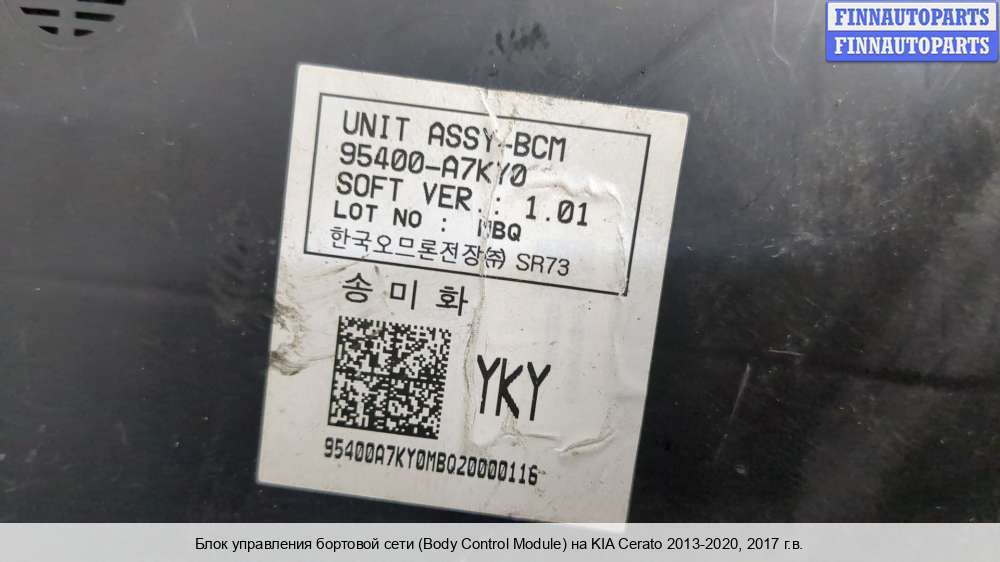 FINNAUTOPARTS
FINNAUTOPARTS
UNIT ASSY-BCM
95400-A7KY0
SOFT VER. : 1.01
LOT NO : MBQ
한국오므론전장㈜ SR73
송미화
YKY
95400A7KY0MBQ20000116
Блок управления бортовой сети (Body Control Module) на KIA Cerato 2013-2020, 2017 г.в.